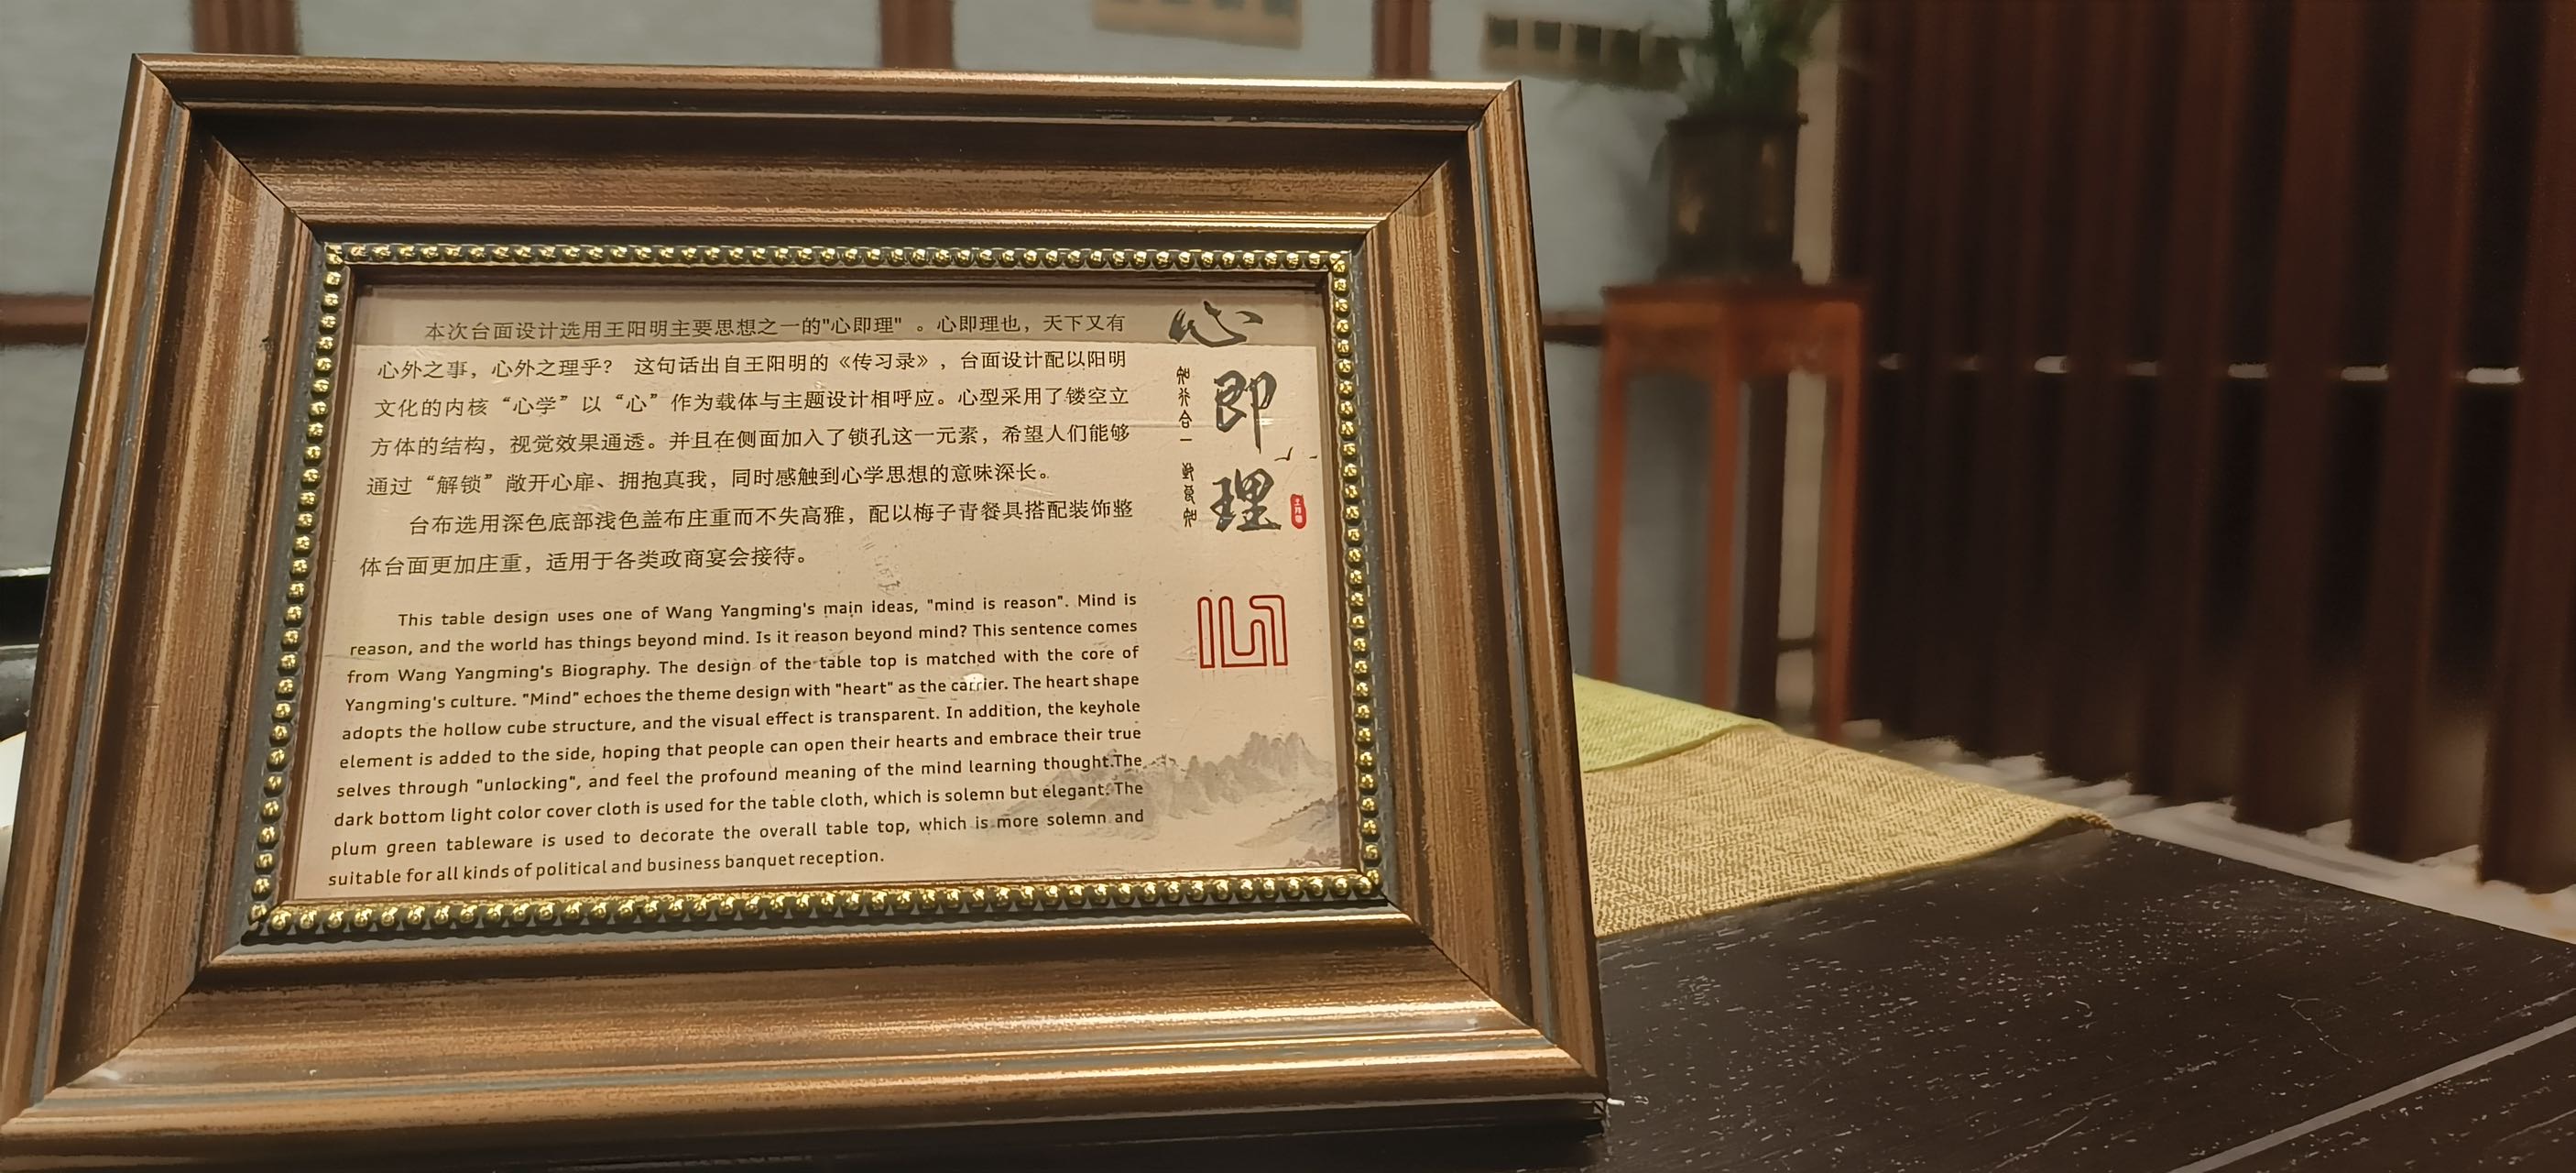 本次台面设计选用王阳明主要思想之一的"心即理" 。心即理也，天下又有
心外之事，心外之理乎？ 这句话出自王阳明的《传习录》，台面设计配以阳明
文化的内核“心学”以“心”作为载体与主题设计相呼应。心型采用了镂空立
方体的结构，视觉效果通透。并且在侧面加入了锁孔这一元素，希望人们能够
通过“解锁”敞开心扉、拥抱真我，同时感触到心学思想的意味深长。
台布选用深色底部浅色盖布庄重而不失高雅，配以梅子青餐具搭配装饰整
体台面更加庄重，适用于各类政商宴会接待。
This table design uses one of Wang Yangming's main ideas, "mind is reason". Mind is
reason, and the world has things beyond mind. Is it reason beyond mind? This sentence comes
from Wang Yangming's Biography. The design of the table top is matched with the core of
Yangming's culture. "Mind" echoes the theme design with "heart" as the carrier. The heart shape
adopts the hollow cube structure, and the visual effect is transparent. In addition, the keyhole
element is added to the side, hoping that people can open their hearts and embrace their true
selves through "unlocking", and feel the profound meaning of the mind learning thought.The
dark bottom light color cover cloth is used for the table cloth, which is solemn but elegant. The
plum green tableware is used to decorate the overall table top, which is more solemn and
suitable for all kinds of political and business banquet reception.
心即理
知行合一 致良知